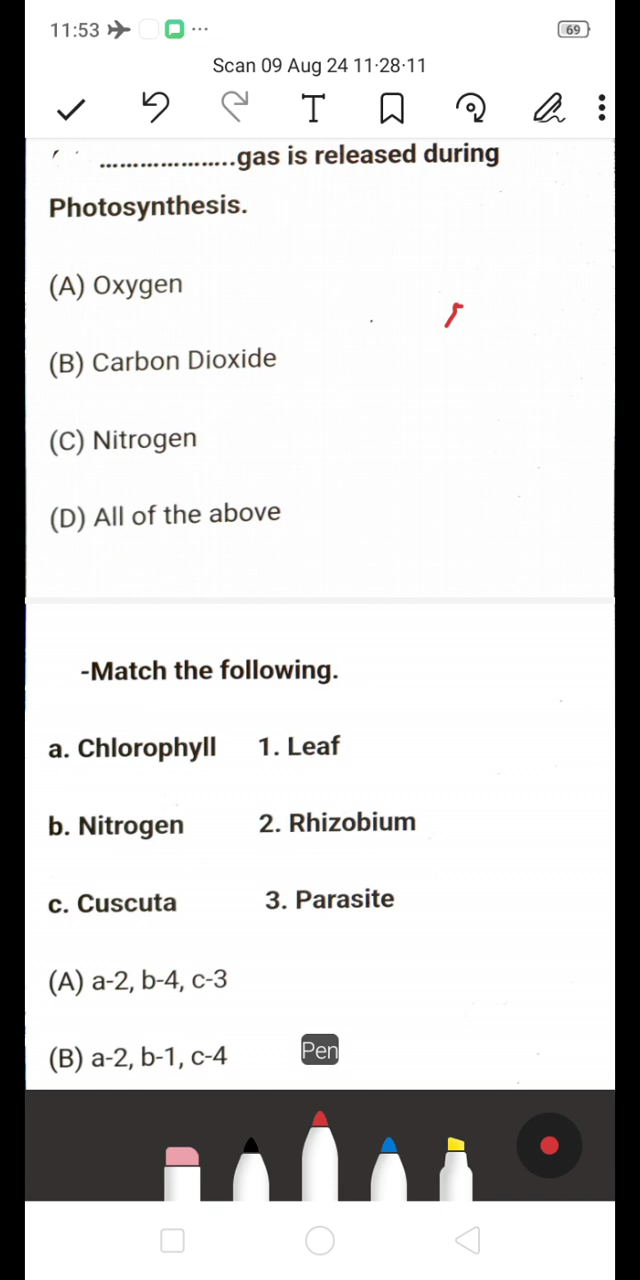 11:53
69
Scan 09 Aug 24 11·28·11
T
...................gas is released during
Photosynthesis.
(A) Oxygen
(B) Carbon Dioxide
(C) Nitrogen
(D) All of the above
-Match the following.
a. Chlorophyll 1. Leaf
b. Nitrogen 2. Rhizobium
c. Cuscuta 3. Parasite
(A) a-2, b-4, c-3
(B) a-2, b-1, c-4
Pen